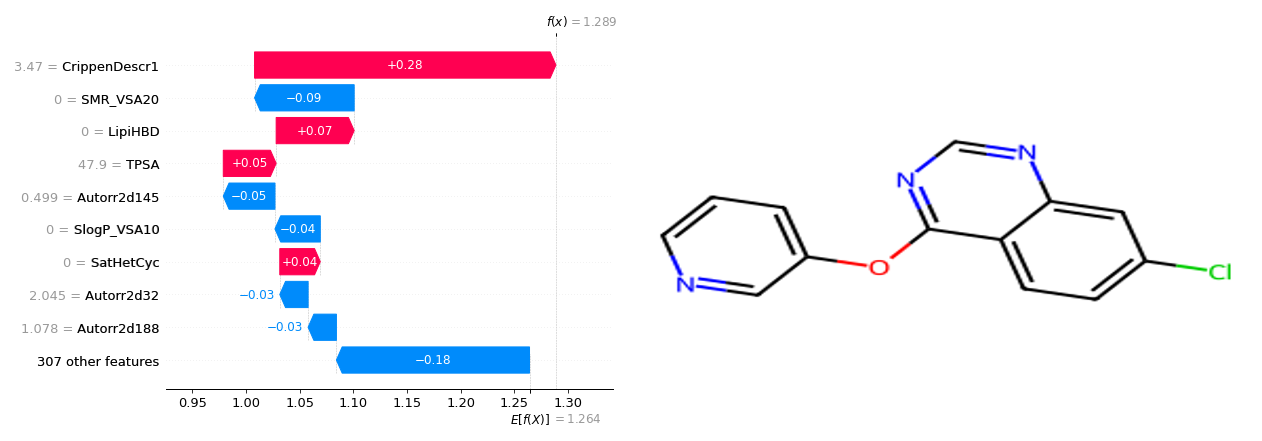 f(x) = 1.289
3.47 = CrippenDescr1
+0.28
0 = SMR_VSA20
−0.09
0 = LipiHBD
+0.07
47.9 = TPSA
+0.05
0.499 = Autorr2d145
−0.05
0 = SlogP_VSA10
−0.04
0 = SatHetCyc
+0.04
2.045 = Autorr2d32
−0.03
1.078 = Autorr2d188
−0.03
307 other features
−0.18
0.95 1.00 1.05 1.10 1.15 1.20 1.25 1.30
E[f(X)] = 1.264
N
N
N
O
Cl